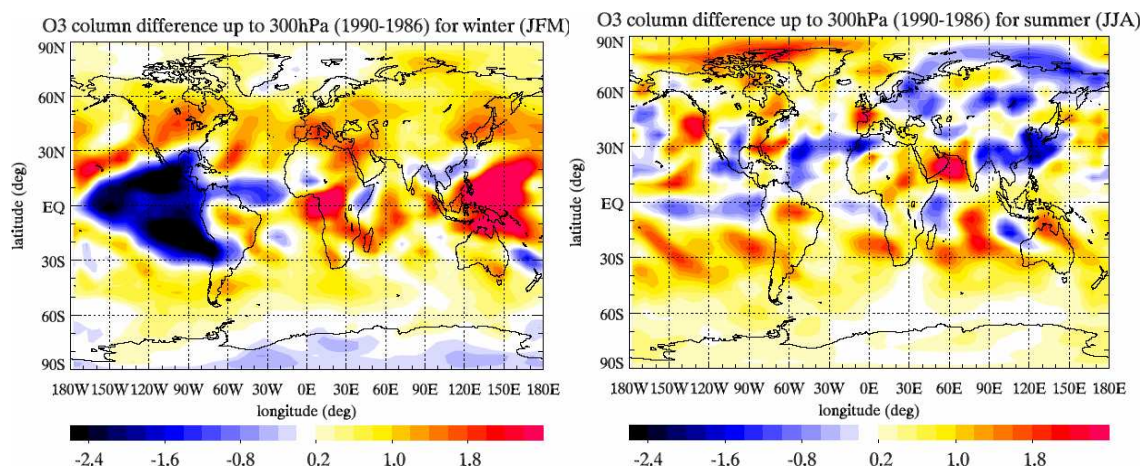 O3 column difference up to 300hPa (1990-1986) for winter (JFM)
90N
60N
30N
EQ
30S
60S
90S
latitude (deg)
180W 150W 120W 90W 60W 30W 0E 30E 60E 90E 120E 150E 180E
longitude (deg)
-2.4 -1.6 -0.8 0.2 1.0 1.8
O3 column difference up to 300hPa (1990-1986) for summer (JJA)
90N
60N
30N
EQ
30S
60S
90S
latitude (deg)
180W 150W 120W 90W 60W 30W 0E 30E 60E 90E 120E 150E 180E
longitude (deg)
-2.4 -1.6 -0.8 0.2 1.0 1.8